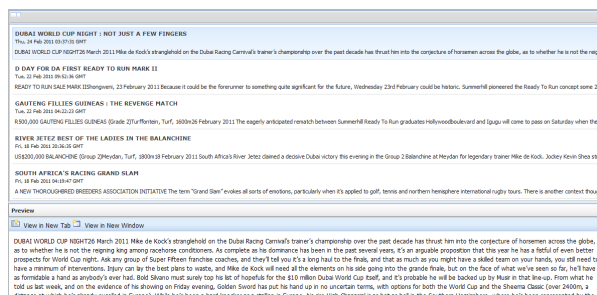 DUBAI WORLD CUP NIGHT : NOT JUST A FEW FINGERS
Thu, 24 Feb 2011 03:37:31 GMT
DUBAI WORLD CUP NIGHT26 March 2011 Mike de Kock's stranglehold on the Dubai Racing Carnival's trainer's championship over the past decade has thrust him into the conjecture of horsemen across the globe, as to whether he is not the reig
D DAY FOR DA FIRST READY TO RUN MARK II
Tue, 22 Feb 2011 09:52:36 GMT
READY TO RUN SALE MARK IIShongweni, 23 February 2011 Because it could be the forerunner to something quite significant for the future, Wednesday 23rd February could be historic. Summerhill pioneered the Ready To Run concept some 2
GAUTENG FILLIES GUINEAS : THE REVENGE MATCH
Tue, 22 Feb 2011 04:22:23 GMT
R500,000 GAUTENG FILLIES GUINEAS (Grade 2)Turffontein, Turf, 1600m26 February 2011 The eagerly anticipated rematch between Summerhill Ready To Run graduates Hollywoodboulevard and Igugu will come to pass on Saturday when the
RIVER JETEZ BEST OF THE LADIES IN THE BALANCHINE
Fri, 18 Feb 2011 20:36:35 GMT
US$200,000 BALANCHINE (Group 2)Meydan, Turf, 1800m18 February 2011 South Africa's River Jetez claimed a decisive Dubai victory this evening in the Group 2 Balanchine at Meydan for legendary trainer Mike de Kock. Jockey Kevin Shea st
SOUTH AFRICA'S RACING GRAND SLAM
Fri, 18 Feb 2011 04:19:47 GMT
A NEW THOROUGHBRED BREEDERS ASSOCIATION INITIATIVE The term "Grand Slam" evokes all sorts of emotions, particularly when it's applied to golf, tennis and northern hemisphere international rugby tours. There is another context thou
Preview
View in New Tab View in New Window
DUBAI WORLD CUP NIGHT26 March 2011 Mike de Kock's stranglehold on the Dubai Racing Carnival's trainer's championship over the past decade has thrust him into the conjecture of horsemen across the globe,
as to whether he is not the reigning king among racehorse conditioners. As complete as his dominance has been in the past several years, it's an arguable proposition that this year he has a fistful of even better
prospects for World Cup night. Ask any group of Super Fifteen franchise coaches, and they'll tell you it's a long haul to the finals, and that as much as you might have a skilled team on your hands, you still need to
have a minimum of interventions. Injury can lay the best plans to waste, and Mike de Kock will need all the elements on his side going into the grande finale, but on the face of what we've seen so far, he'll have
as formidable a hand as anybody's ever had. Bold Silvano must surely top his list of hopefuls for the $10 million Dubai World Cup itself, and it's probable he will be backed up by Musir in that line-up. From what he
told us last week, and on the evidence of his showing on Friday evening, Golden Sword has put his hand up in no uncertain terms, with options for both the World Cup and the Sheema Classic (over 2400m, a